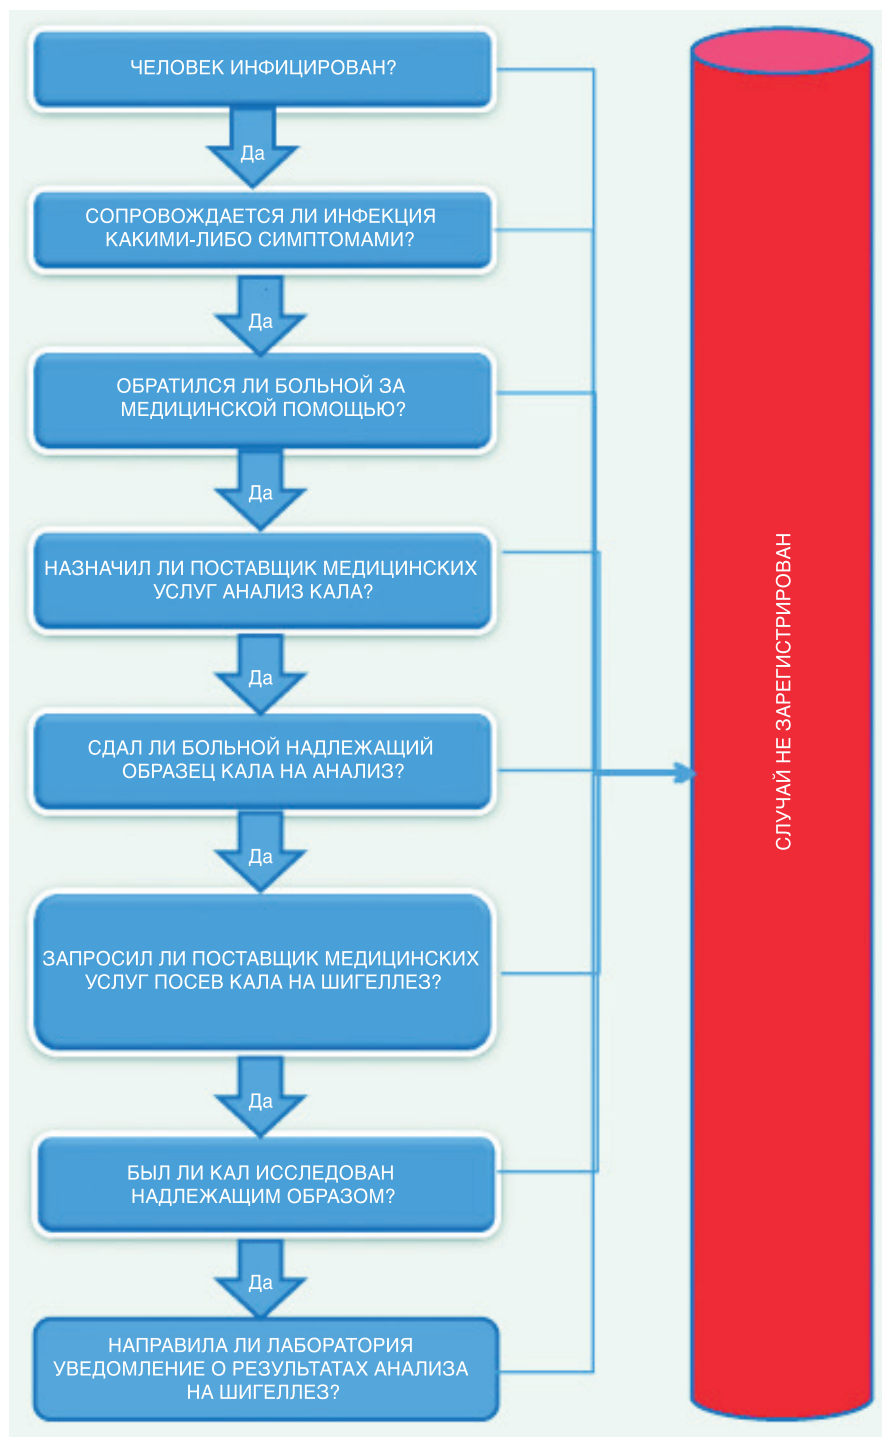 ЧЕЛОВЕК ИНФИЦИРОВАН?
Да
СОПРОВОЖДАЕТСЯ ЛИ ИНФЕКЦИЯ
КАКИМИ-ЛИБО СИМПТОМАМИ?
Да
ОБРАТИЛСЯ ЛИ БОЛЬНОЙ ЗА
МЕДИЦИНСКОЙ ПОМОЩЬЮ?
Да
НАЗНАЧИЛ ЛИ ПОСТАВЩИК МЕДИЦИНСКИХ
УСЛУГ АНАЛИЗ КАЛА?
Да
СДАЛ ЛИ БОЛЬНОЙ НАДЛЕЖАЩИЙ
ОБРАЗЕЦ КАЛА НА АНАЛИЗ?
Да
ЗАПРОСИЛ ЛИ ПОСТАВЩИК МЕДИЦИНСКИХ
УСЛУГ ПОСЕВ КАЛА НА ШИГЕЛЛЕЗ?
Да
БЫЛ ЛИ КАЛ ИССЛЕДОВАН
НАДЛЕЖАЩИМ ОБРАЗОМ?
Да
НАПРАВИЛА ЛИ ЛАБОРАТОРИЯ
УВЕДОМЛЕНИЕ О РЕЗУЛЬТАТАХ АНАЛИЗА
НА ШИГЕЛЛЕЗ?
СЛУЧАЙ НЕ ЗАРЕГИСТРИРОВАН